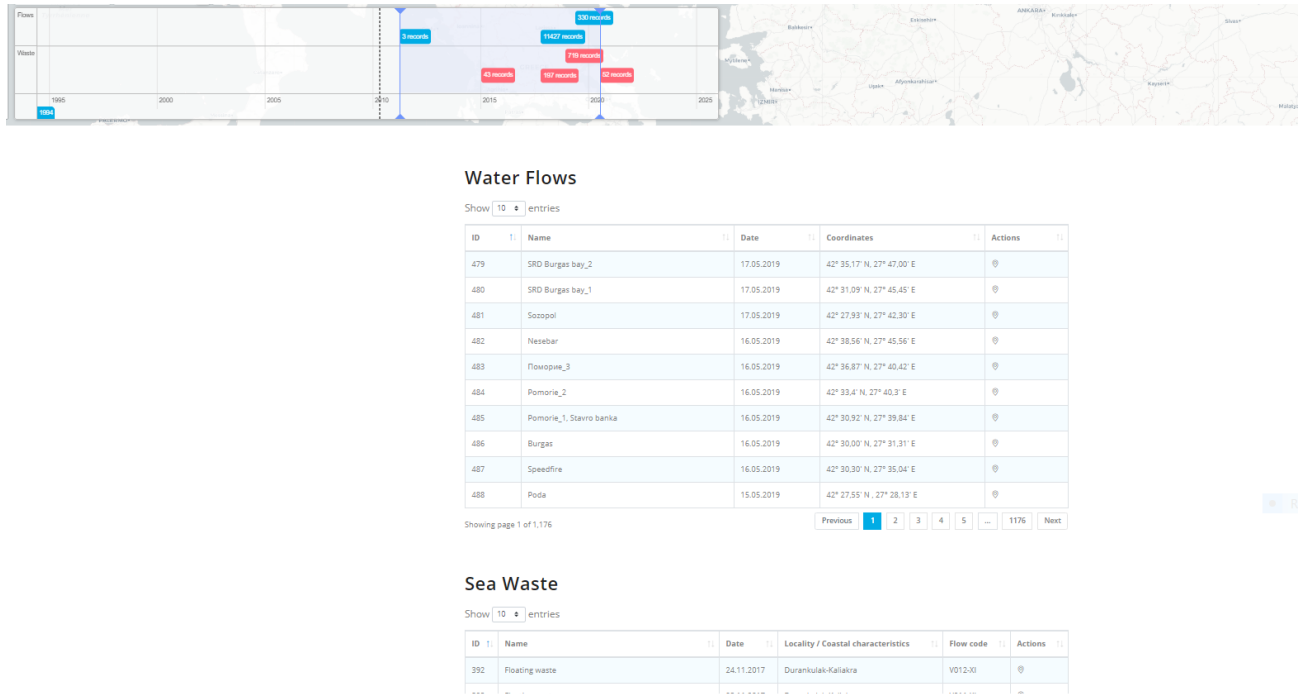 Flows
330 records
3 records
11427 records
Waste
719 records
43 records
197 records
52 records
1995
2000
2005
2010
2015
2020
2025
1994
ANKARA
Water Flows
Show 10 entries
ID Name Date Coordinates Actions
479 SRD Burgas bay_2 17.05.2019 42° 35,17' N, 27° 47,00' E
480 SRD Burgas bay_1 17.05.2019 42° 31,09' N, 27° 45,45' E
481 Sozopol 17.05.2019 42° 27,93' N, 27° 42,30' E
482 Nesebar 16.05.2019 42° 38,56' N, 27° 45,56' E
483 Поморие_3 16.05.2019 42° 36,87' N, 27° 40,42' E
484 Pomorie_2 16.05.2019 42° 33,4' N, 27° 40,3' E
485 Pomorie_1, Stavro banka 16.05.2019 42° 30,92' N, 27° 39,84' E
486 Burgas 16.05.2019 42° 30,00' N, 27° 31,31' E
487 Speedfire 16.05.2019 42° 30,30' N, 27° 35,04' E
488 Poda 15.05.2019 42° 27,55' N , 27° 28,13' E
Showing page 1 of 1,176
Previous 1 2 3 4 5 ... 1176 Next
Sea Waste
Show 10 entries
ID Name Date Locality / Coastal characteristics Flow code Actions
392 Floating waste 24.11.2017 Durankulak-Kaliakra V012-XI